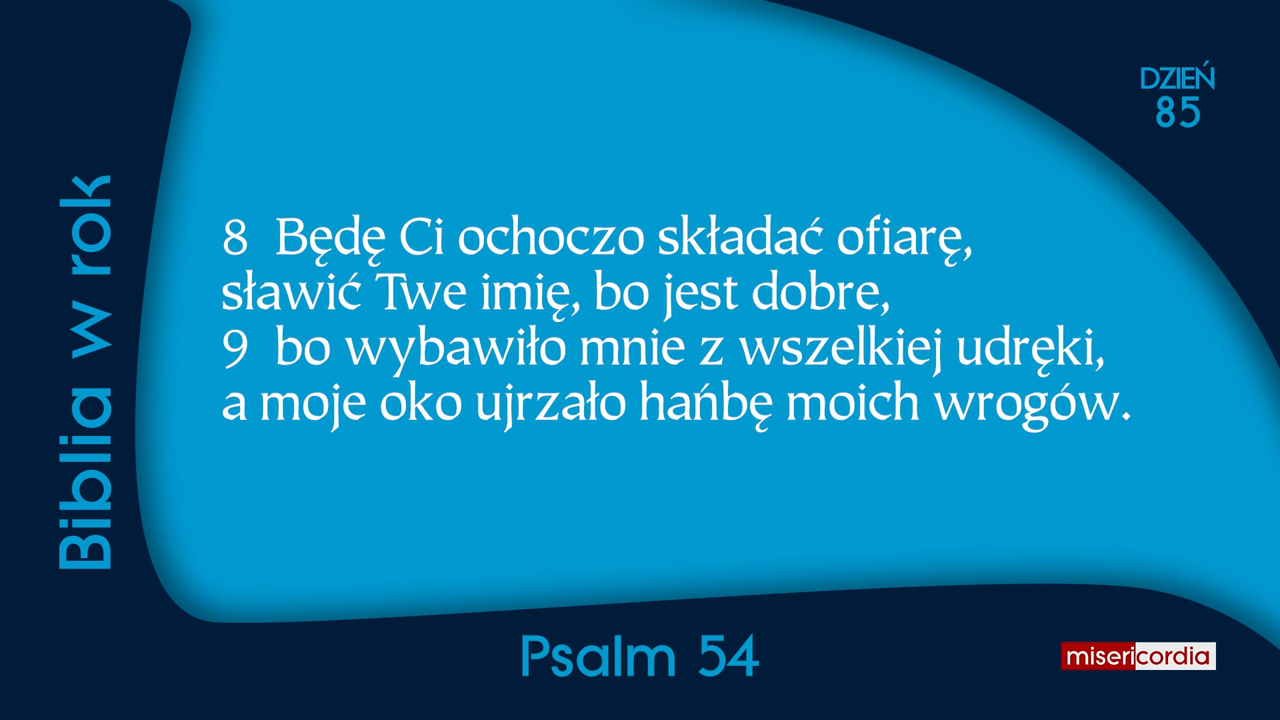 DZIEŃ
85
Biblia w rok
8 Będę Ci ochoczo składać ofiarę,
sławić Twe imię, bo jest dobre,
9 bo wybawiło mnie z wszelkiej udręki,
a moje oko ujrzało hańbę moich wrogów.
Psalm 54
misericordia